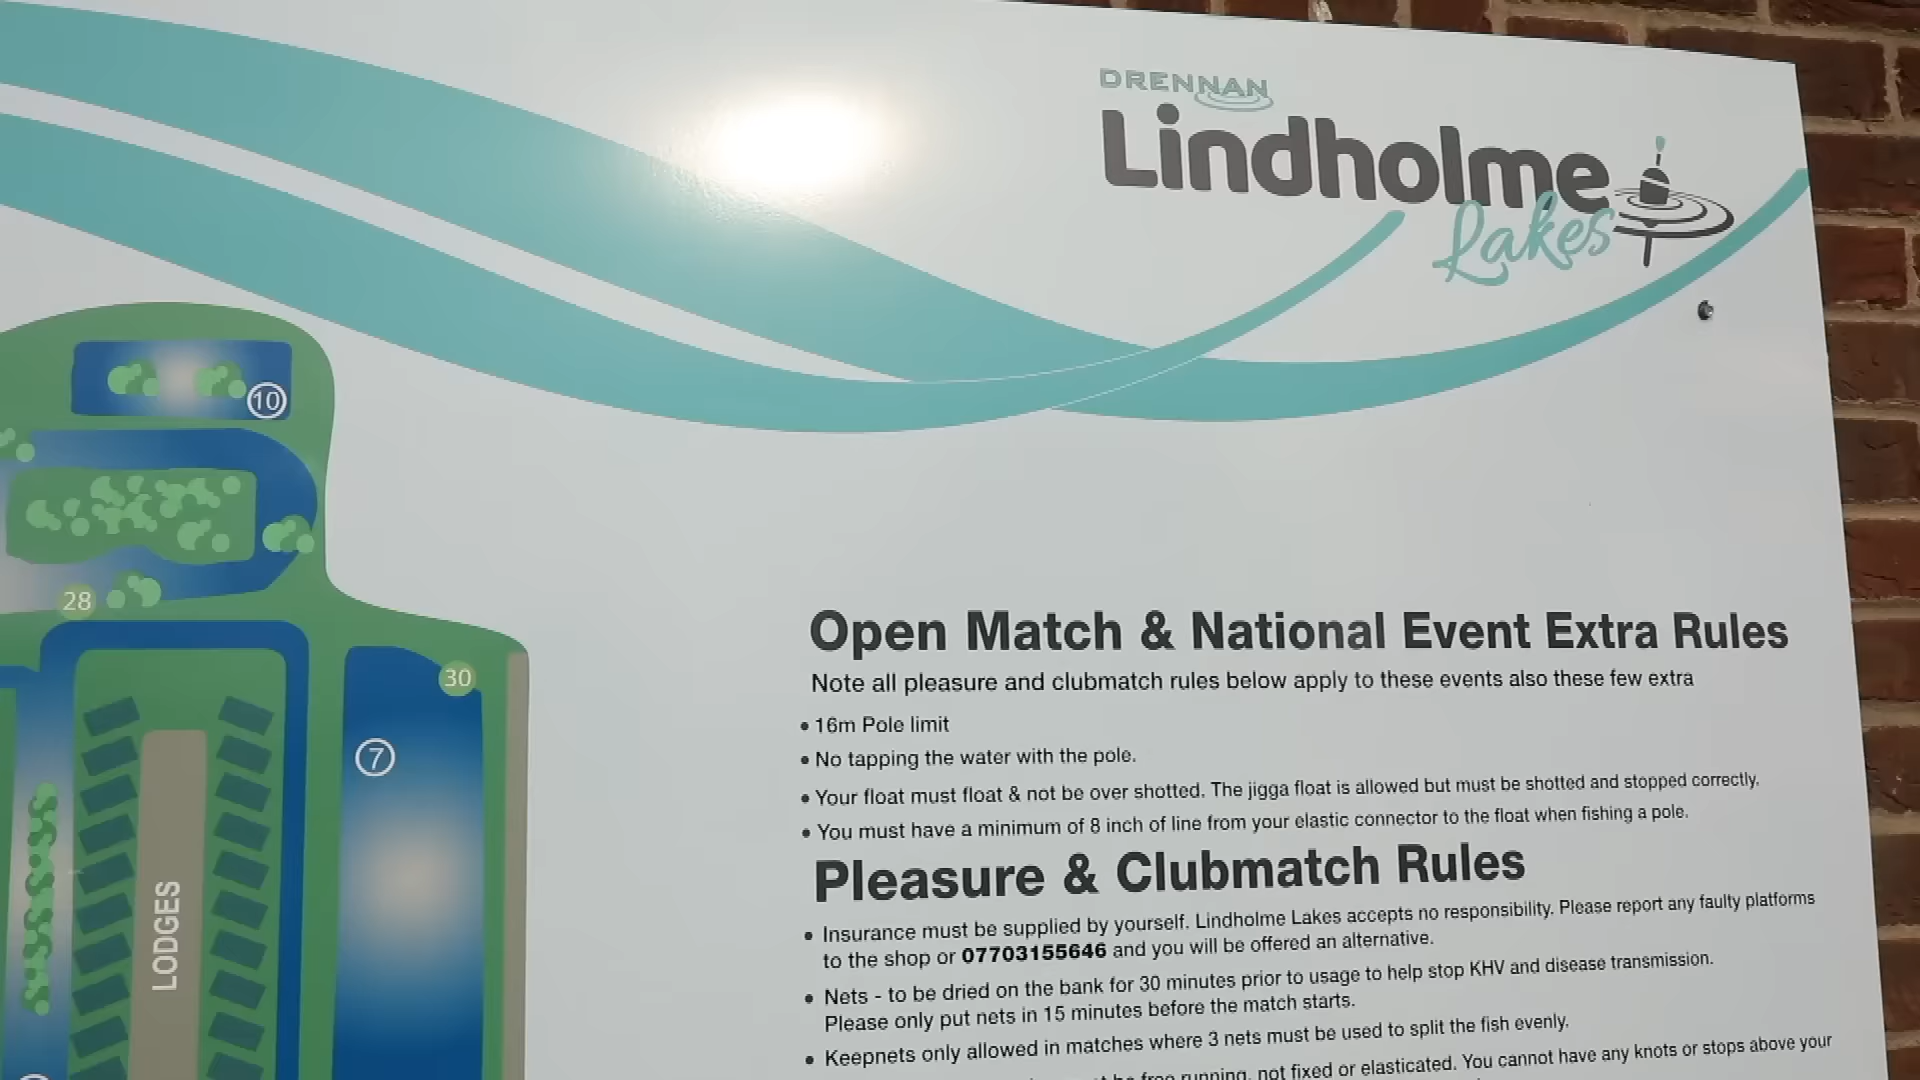 DRENNAN
Lindholme
Lakes
10
28
30
7
LODGES
Open Match & National Event Extra Rules
Note all pleasure and clubmatch rules below apply to these events also these few extra
• 16m Pole limit
• No tapping the water with the pole.
• Your float must float & not be over shotted. The jigga float is allowed but must be shotted and stopped correctly.
• You must have a minimum of 8 inch of line from your elastic connector to the float when fishing a pole.
Pleasure & Clubmatch Rules
• Insurance must be supplied by yourself. Lindholme Lakes accepts no responsibility. Please report any faulty platforms
to the shop or 07703155646 and you will be offered an alternative.
• Nets - to be dried on the bank for 30 minutes prior to usage to help stop KHV and disease transmission.
Please only put nets in 15 minutes before the match starts.
• Keepnets only allowed in matches where 3 nets must be used to split the fish evenly.
be free running, not fixed or elasticated. You cannot have any knots or stops above your